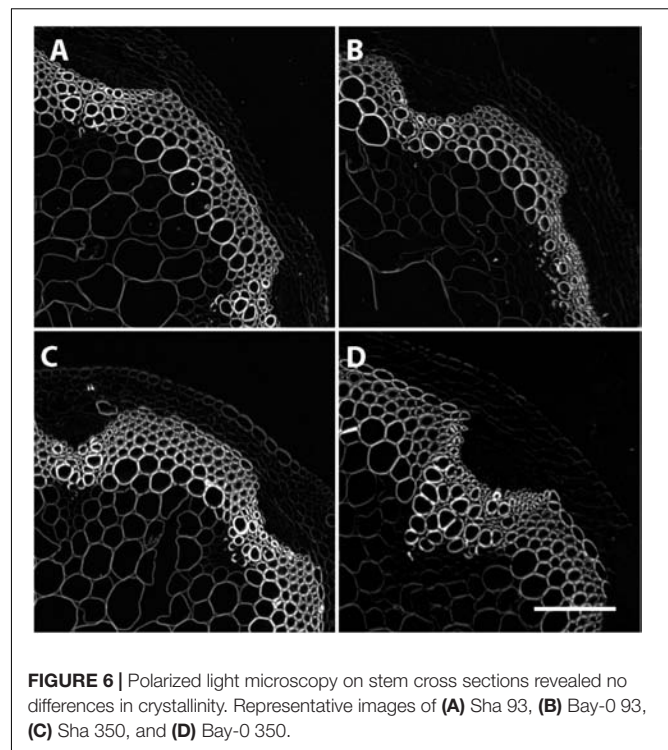 A
B
C
D
FIGURE 6 | Polarized light microscopy on stem cross sections revealed no
differences in crystallinity. Representative images of (A) Sha 93, (B) Bay-0 93,
(C) Sha 350, and (D) Bay-0 350.